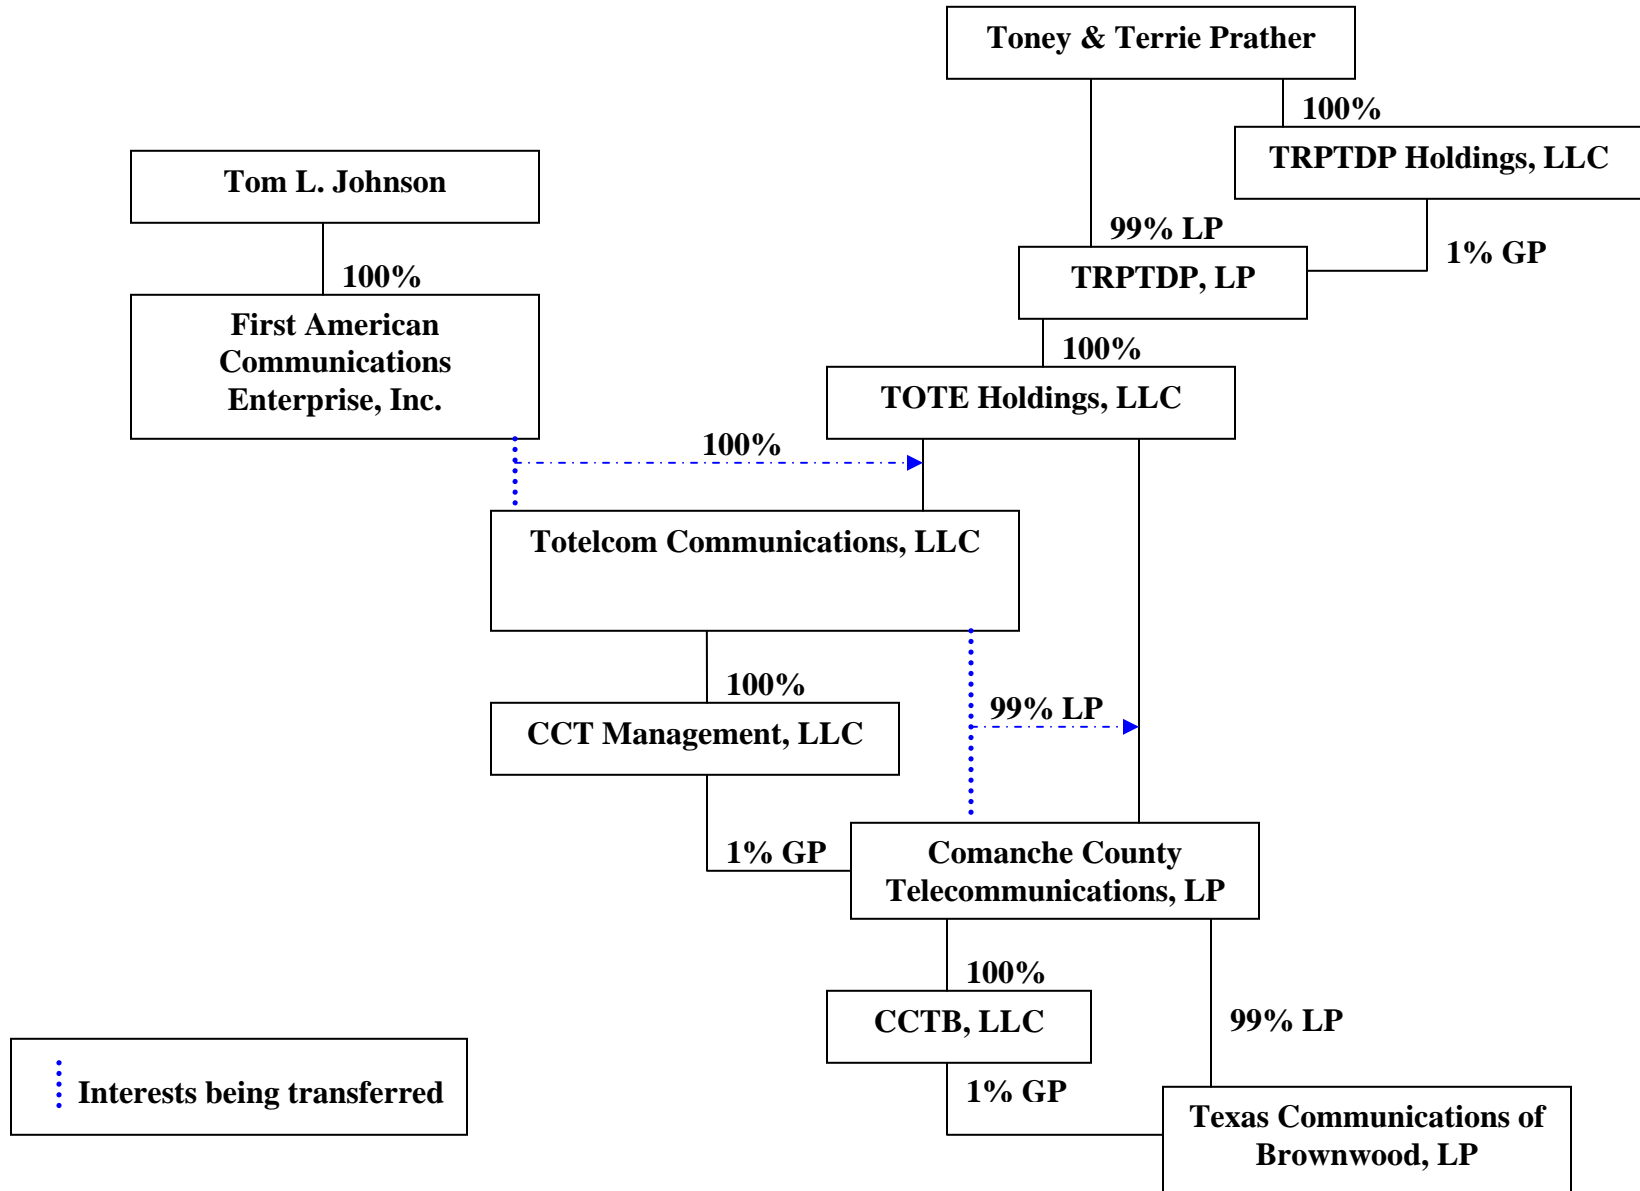 Toney & Terrie Prather
100%
TRPTDP Holdings, LLC
Tom L. Johnson
99% LP
1% GP
TRPTDP, LP
100%
First American
Communications
Enterprise, Inc.
100%
TOTE Holdings, LLC
100%
Totelcom Communications, LLC
100%
99% LP
CCT Management, LLC
1% GP
Comanche County
Telecommunications, LP
100%
CCTB, LLC
99% LP
Interests being transferred
1% GP
Texas Communications of
Brownwood, LP